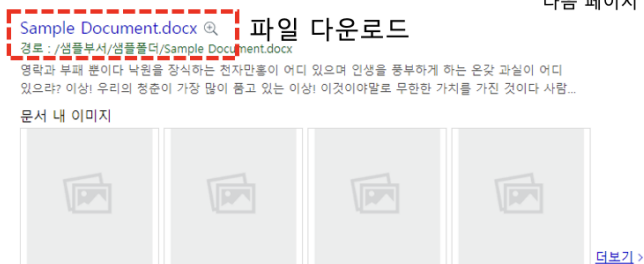 다음 페이지
Sample Document.docx
파일 다운로드
경로 : /샘플부서/샘플폴더/Sample Document.docx
영락과 부패 뿐이다 낙원을 장식하는 천자만홍이 어디 있으며 인생을 풍부하게 하는 온갖 과실이 어디
있으랴? 이상! 우리의 청춘이 가장 많이 품고 있는 이상! 이것이야말로 무한한 가치를 가진 것이다 사람...
문서 내 이미지
더보기 >